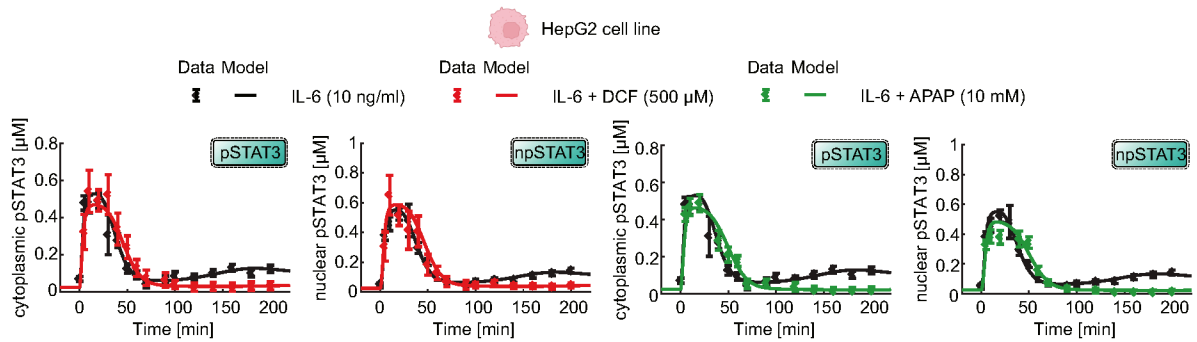 HepG2 cell line
Data Model Data Model Data Model
IL-6 (10 ng/ml) IL-6 + DCF (500 µM) IL-6 + APAP (10 mM)
cytoplasmic pSTAT3 [µM]
0.8
0.6
0.4
0.2
0
pSTAT3
0 50 100 150 200
Time [min]
nuclear pSTAT3 [µM]
1
0.8
0.6
0.4
0.2
0
npSTAT3
0 50 100 150 200
Time [min]
cytoplasmic pSTAT3 [µM]
0.8
0.6
0.4
0.2
0
pSTAT3
0 50 100 150 200
Time [min]
nuclear pSTAT3 [µM]
1
0.8
0.6
0.4
0.2
0
npSTAT3
0 50 100 150 200
Time [min]